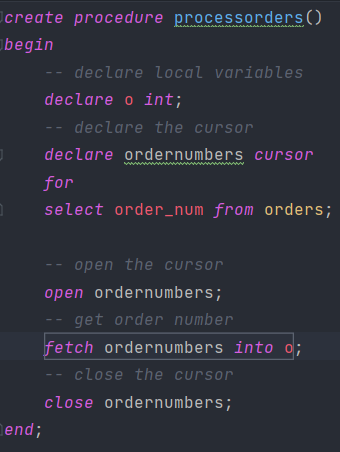 create procedure processorders()
begin
-- declare local variables
declare o int;
-- declare the cursor
declare ordernumbers cursor
for
select order_num from orders;
-- open the cursor
open ordernumbers;
-- get order number
fetch ordernumbers into o;
-- close the cursor
close ordernumbers;
end;